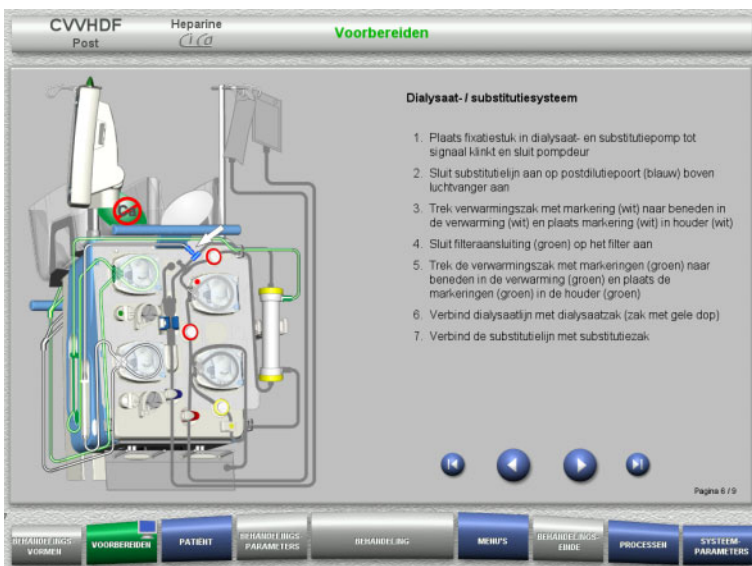 CVVHDF
Post
Heparine
Ci Ca
Voorbereiden
Dialysaat- / substitutiesysteem
1. Plaats fixatiestuk in dialysaat- en substitutiepomp tot
signaal klinkt en sluit pompdeur
2. Sluit substitutielijn aan op postdilutiepoort (blauw) boven
luchtvanger aan
3. Trek verwarmingszak met markering (wit) naar beneden in
de verwarming (wit) en plaats markering (wit) in houder (wit)
4. Sluit filteraansluiting (groen) op het filter aan
5. Trek de verwarmingszak met markeringen (groen) naar
beneden in de verwarming (groen) en plaats de
markeringen (groen) in de houder (groen)
6. Verbind dialysaatlijn met dialysaatzak (zak met gele dop)
7. Verbind de substitutielijn met substitutiezak
Ca
Pagina 6 / 9
BEHANDELINGS-
VORMEN
VOORBEREIDEN
PATIËNT
BEHANDELINGS-
PARAMETERS
BEHANDELING
MENU'S
BEHANDELINGS-
EINDE
PROCESSEN
SYSTEEM-
PARAMETERS